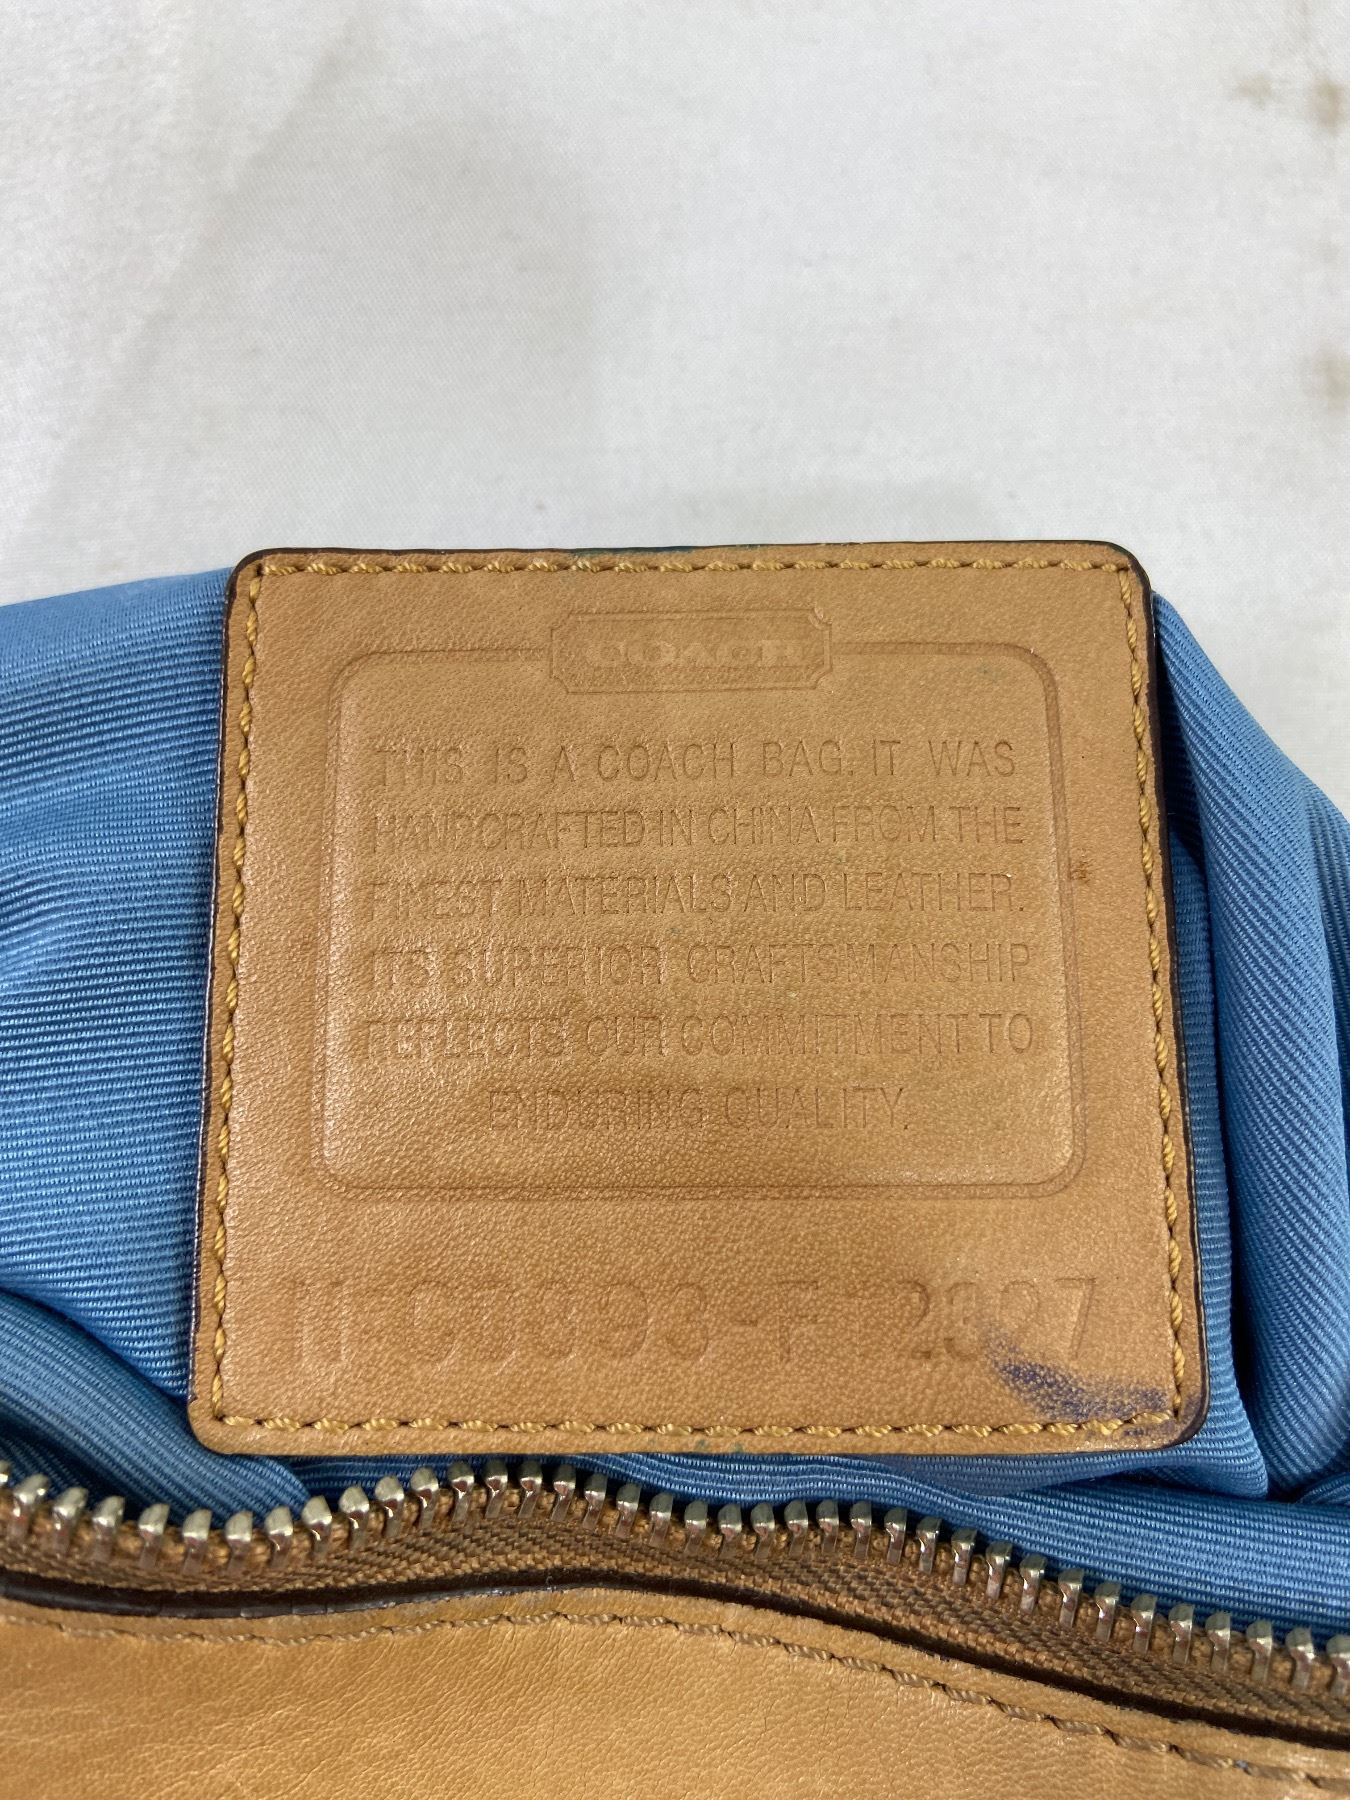 COACH
THIS IS A COACH BAG. IT WAS
HANDCRAFTED IN CHINA FROM THE
FINEST MATERIALS AND LEATHER.
ITS SUPERIOR CRAFTSMANSHIP
REFLECTS OUR COMMITMENT TO
ENDURING QUALITY.